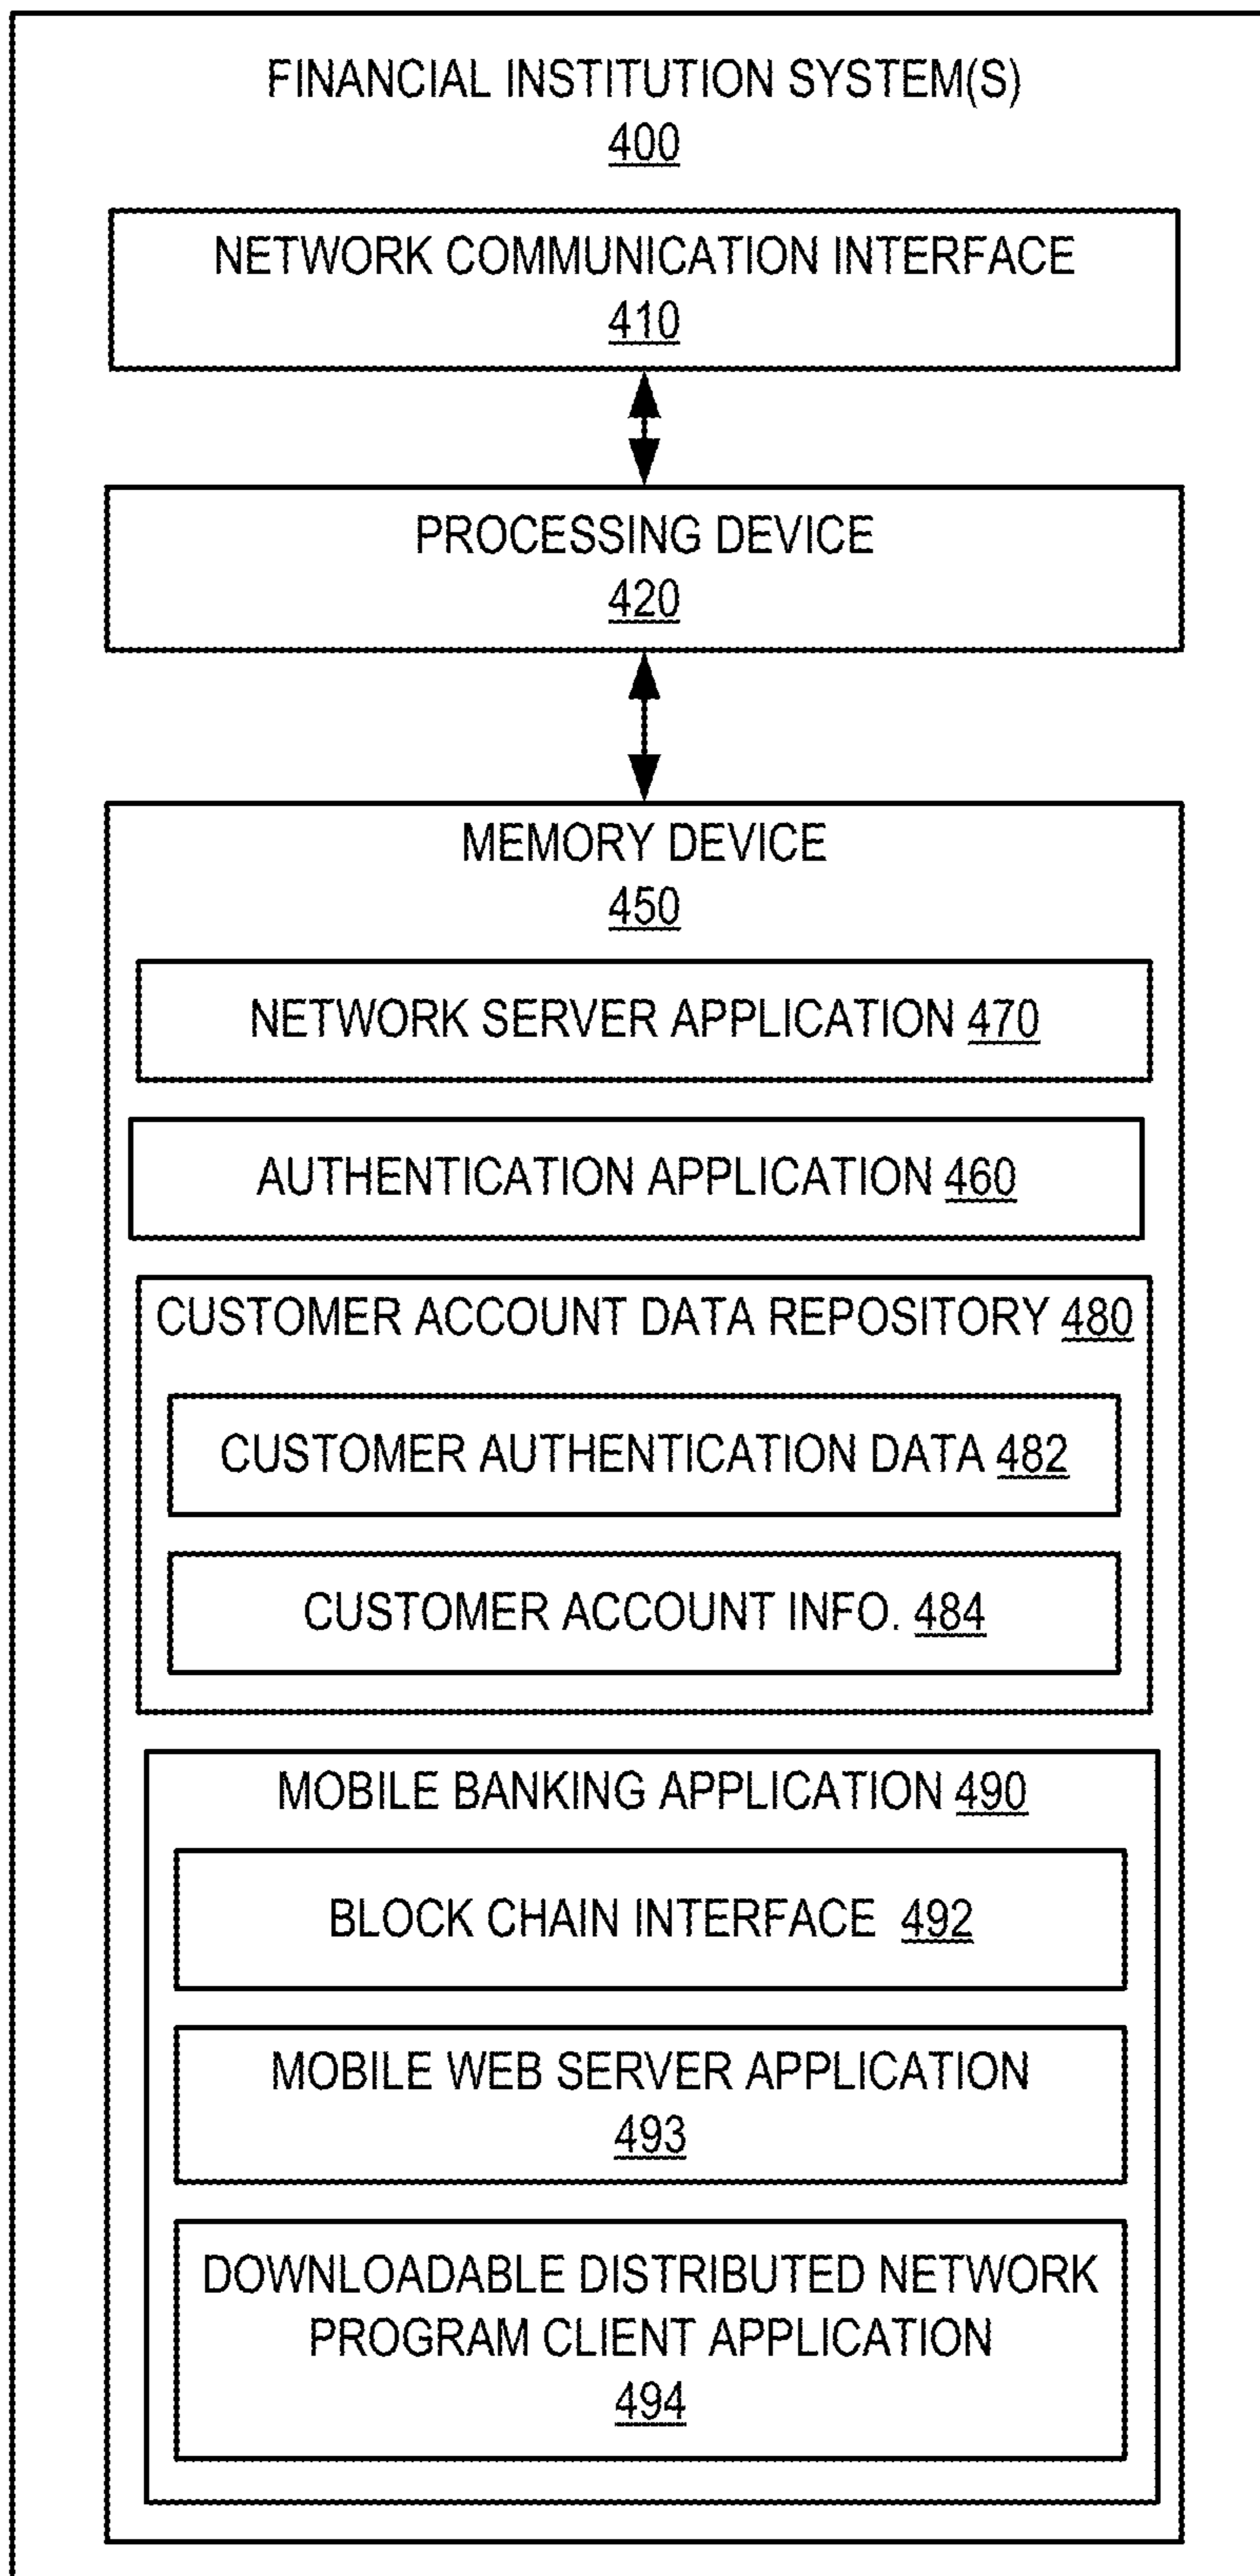 FINANCIAL INSTITUTION SYSTEM(S)
400
NETWORK COMMUNICATION INTERFACE
410
PROCESSING DEVICE
420
MEMORY DEVICE
450
NETWORK SERVER APPLICATION 470
AUTHENTICATION APPLICATION 460
CUSTOMER ACCOUNT DATA REPOSITORY 480
CUSTOMER AUTHENTICATION DATA 482
CUSTOMER ACCOUNT INFO. 484
MOBILE BANKING APPLICATION 490
BLOCK CHAIN INTERFACE 492
MOBILE WEB SERVER APPLICATION
493
DOWNLOADABLE DISTRIBUTED NETWORK
PROGRAM CLIENT APPLICATION
494